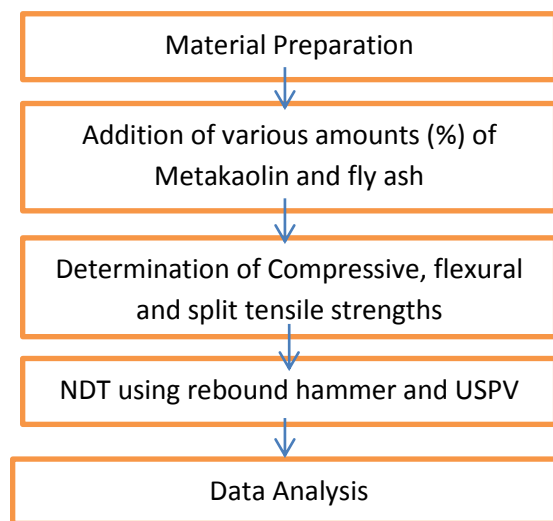 Material Preparation
Addition of various amounts (%) of
Metakaolin and fly ash
Determination of Compressive, flexural
and split tensile strengths
NDT using rebound hammer and USPV
Data Analysis